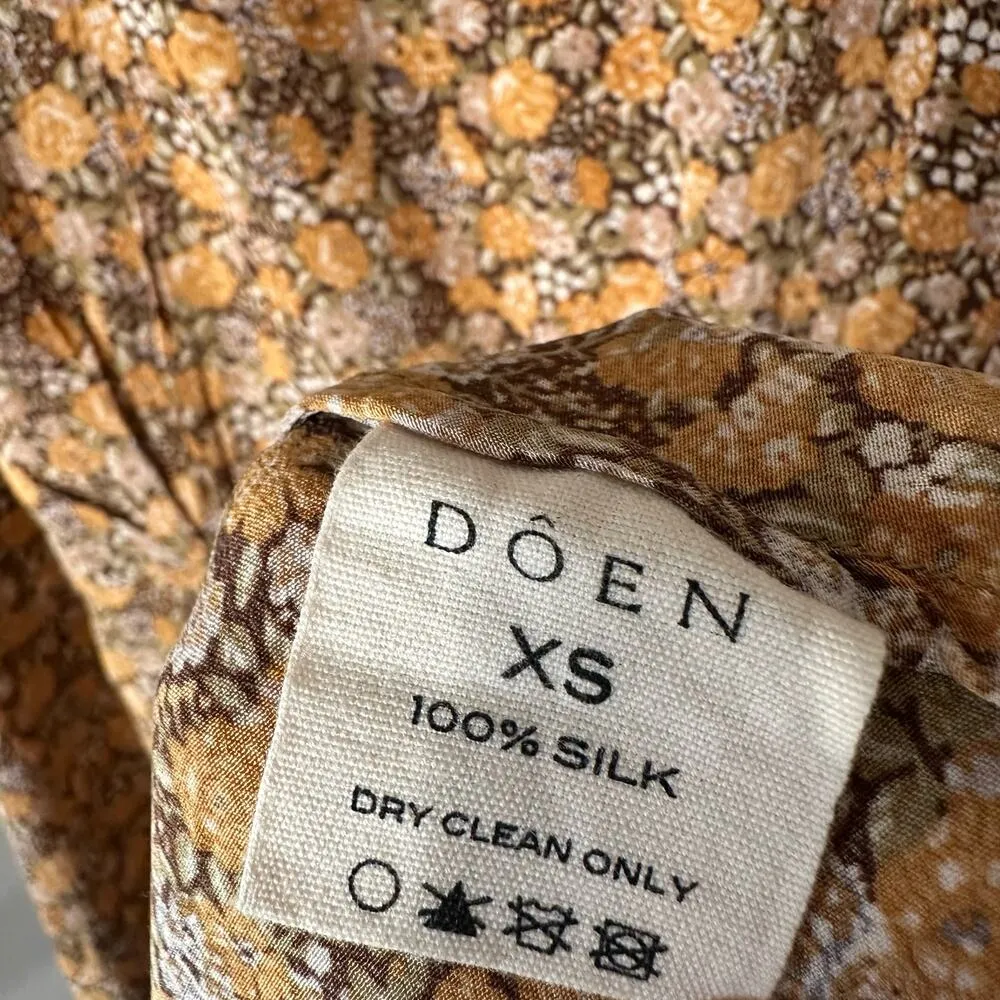 DÔEN
XS
100% SILK
DRY CLEAN ONLY